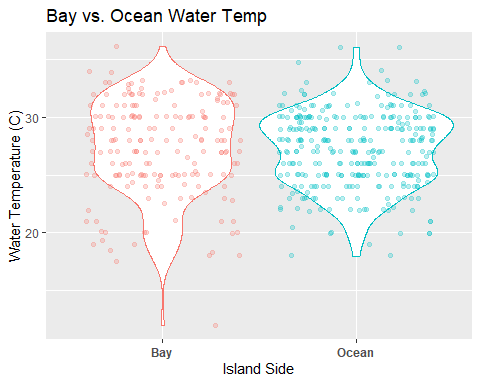 Bay vs. Ocean Water Temp
Water Temperature (C)
30
20
Bay
Ocean
Island Side